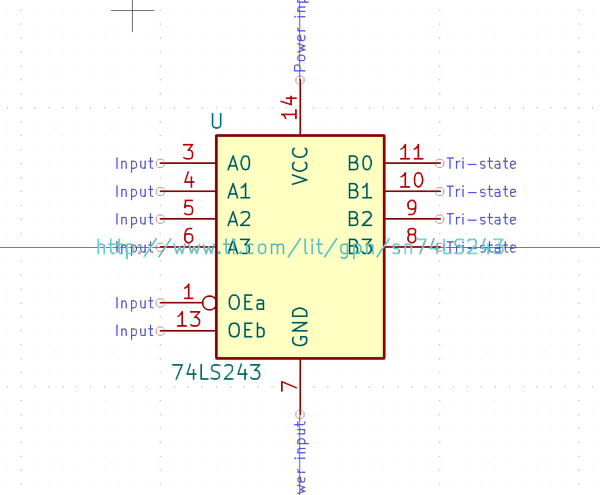 Power inp
14
U
VCC
Input 3 A0 B0 11 Tri-state
Input 4 A1 B1 10 Tri-state
Input 5 A2 B2 9 Tri-state
Input 6 A3 B3 8 Tri-state
http://www.ti.com/lit/gpn/sn74LS243
Input 1 OEa
Input 13 OEb
GND
74LS243
7
wer input